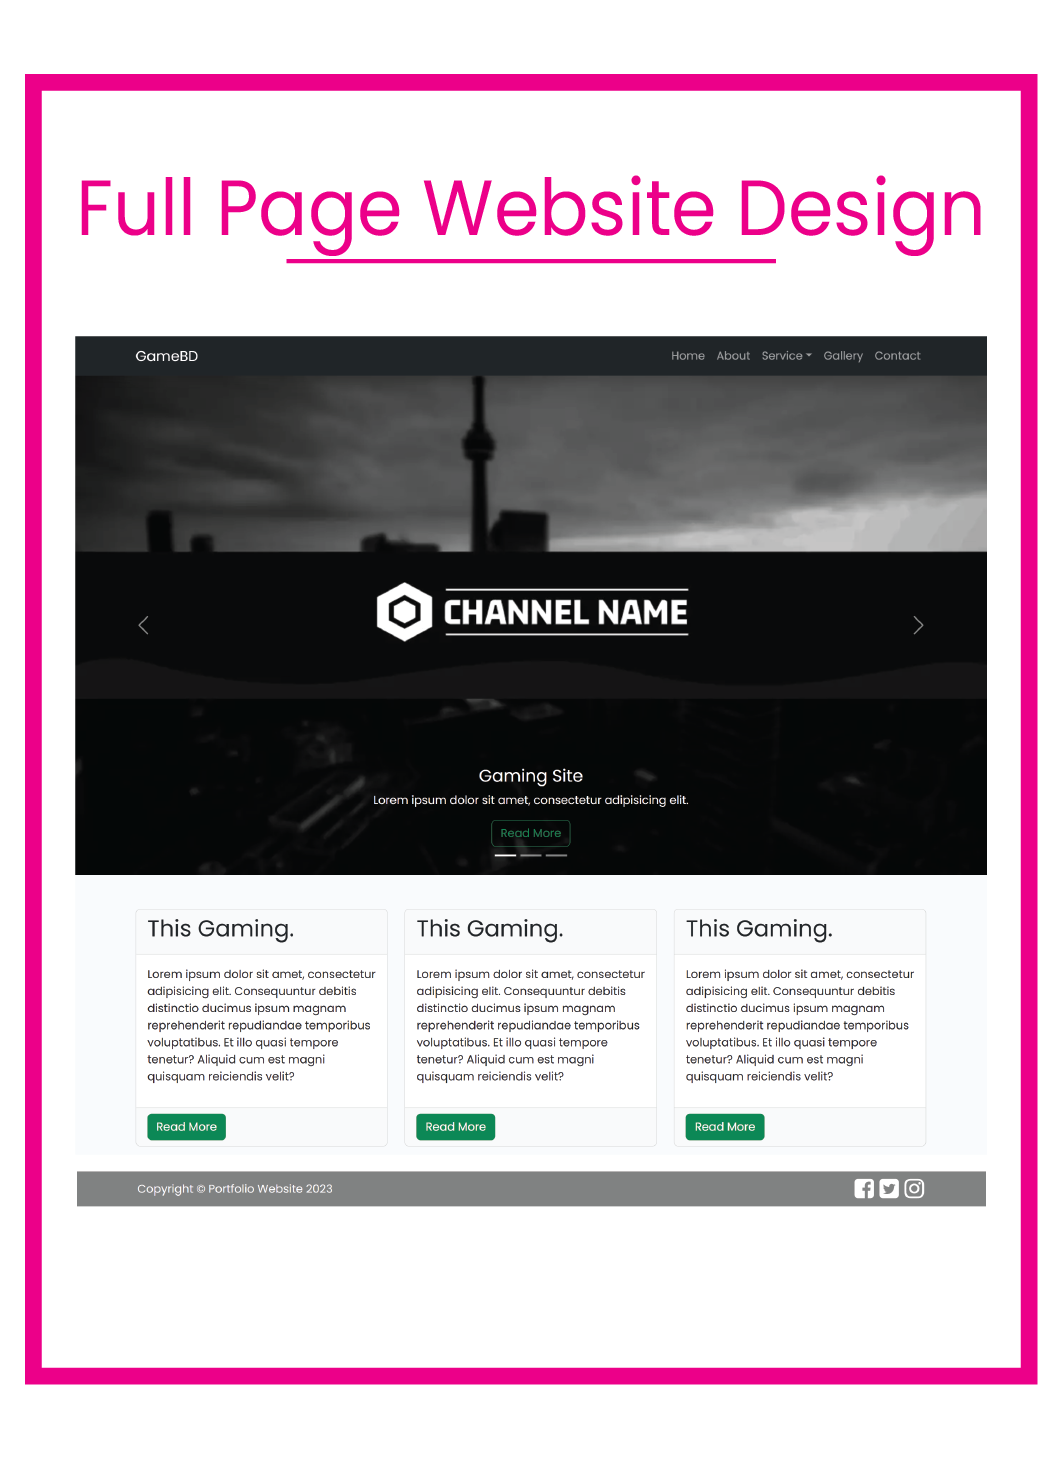 Full Page Website Design
GameBD
Home About Service Gallery Contact
CHANNEL NAME
Gaming Site
Lorem ipsum dolor sit amet, consectetur adipisicing elit.
Read More
This Gaming.
Lorem ipsum dolor sit amet, consectetur
adipisicing elit. Consequuntur debitis
distinctio ducimus ipsum magnam
reprehenderit repudiandae temporibus
voluptatibus. Et illo quasi tempore
tenetur? Aliquid cum est magni
quisquam reiciendis velit?
Read More
This Gaming.
Lorem ipsum dolor sit amet, consectetur
adipisicing elit. Consequuntur debitis
distinctio ducimus ipsum magnam
reprehenderit repudiandae temporibus
voluptatibus. Et illo quasi tempore
tenetur? Aliquid cum est magni
quisquam reiciendis velit?
Read More
This Gaming.
Lorem ipsum dolor sit amet, consectetur
adipisicing elit. Consequuntur debitis
distinctio ducimus ipsum magnam
reprehenderit repudiandae temporibus
voluptatibus. Et illo quasi tempore
tenetur? Aliquid cum est magni
quisquam reiciendis velit?
Read More
Copyright © Portfolio Website 2023